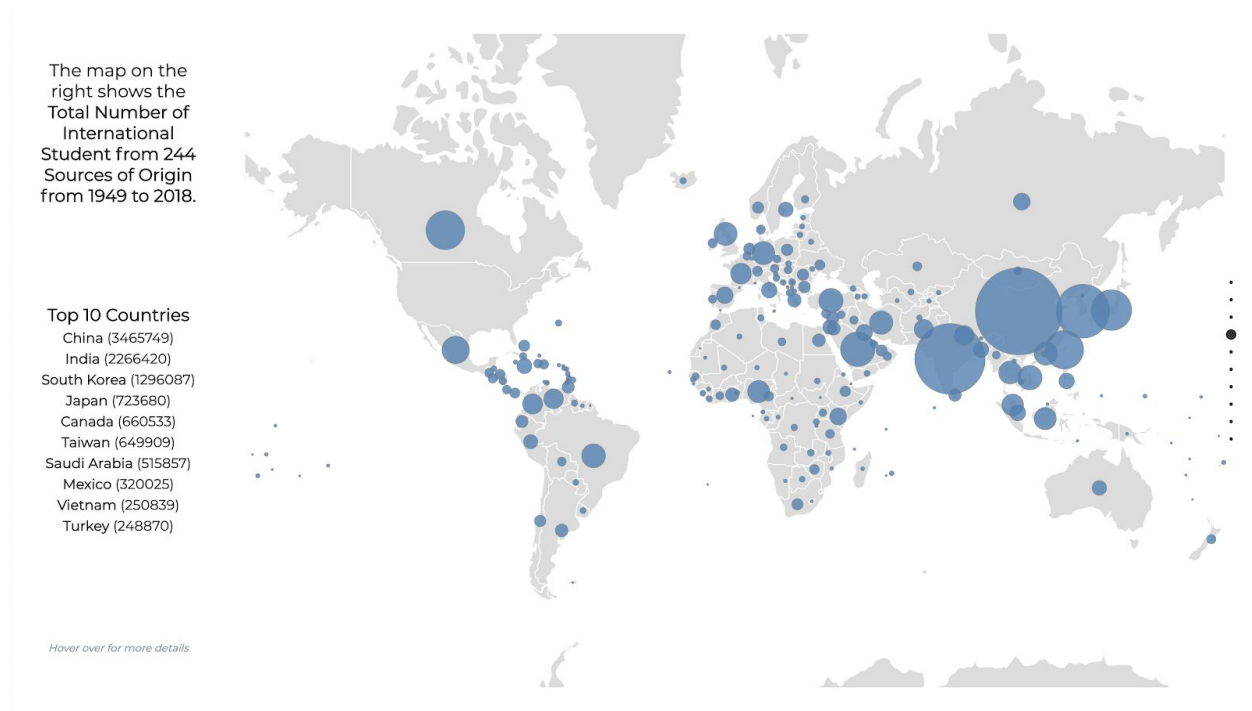 The map on the
right shows the
Total Number of
International
Student from 244
Sources of Origin
from 1949 to 2018.
Top 10 Countries
China (3465749)
India (2266420)
South Korea (1296087)
Japan (723680)
Canada (660533)
Taiwan (649909)
Saudi Arabia (515857)
Mexico (320025)
Vietnam (250839)
Turkey (248870)
Hover over for more details